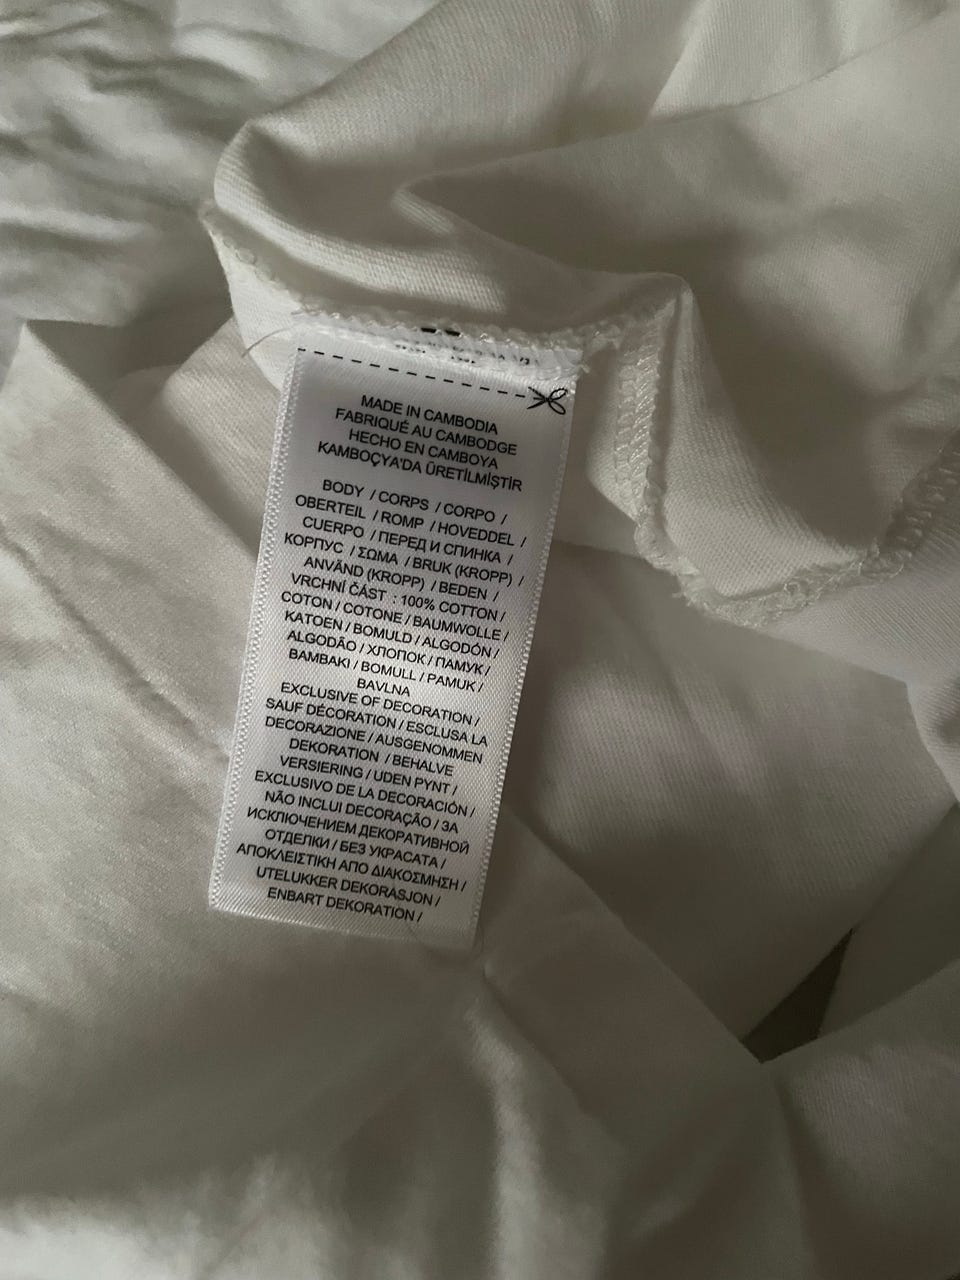 MADE IN CAMBODIA
FABRIQUÉ AU CAMBODGE
HECHO EN CAMBOYA
KAMBOÇYA'DA ÜRETİLMİŞTİR
BODY / CORPS / CORPO /
OBERTEIL / ROMP / HOVEDDEL /
CUERPO / ПЕРЕД И СПИНКА /
КОРПУС / ΣΩΜΑ / BRUK (KROPP) /
ANVÄND (KROPP) / BEDEN /
VRCHNÍ ČÁST : 100% COTTON /
COTON / COTONE / BAUMWOLLE /
KATOEN / BOMULD / ALGODÓN /
ALGODÃO / ХЛОПОК / ПАМУК /
ΒΑΜΒΑΚΙ / BOMULL / PAMUK /
BAVLNA
EXCLUSIVE OF DECORATION /
SAUF DÉCORATION / ESCLUSA LA
DECORAZIONE / AUSGENOMMEN
DEKORATION / BEHALVE
VERSIERING / UDEN PYNT /
EXCLUSIVO DE LA DECORACIÓN /
NÃO INCLUI DECORAÇÃO / ЗА
ИСКЛЮЧЕНИЕМ ДЕКОРАТИВНОЙ
ОТДЕЛКИ / БЕЗ УКРАСАТА /
ΑΠΟΚΛΕΙΣΤΙΚΗ ΑΠΟ ΔΙΑΚΟΣΜΗΣΗ /
UTELUKKER DEKORASJON /
ENBART DEKORATION /